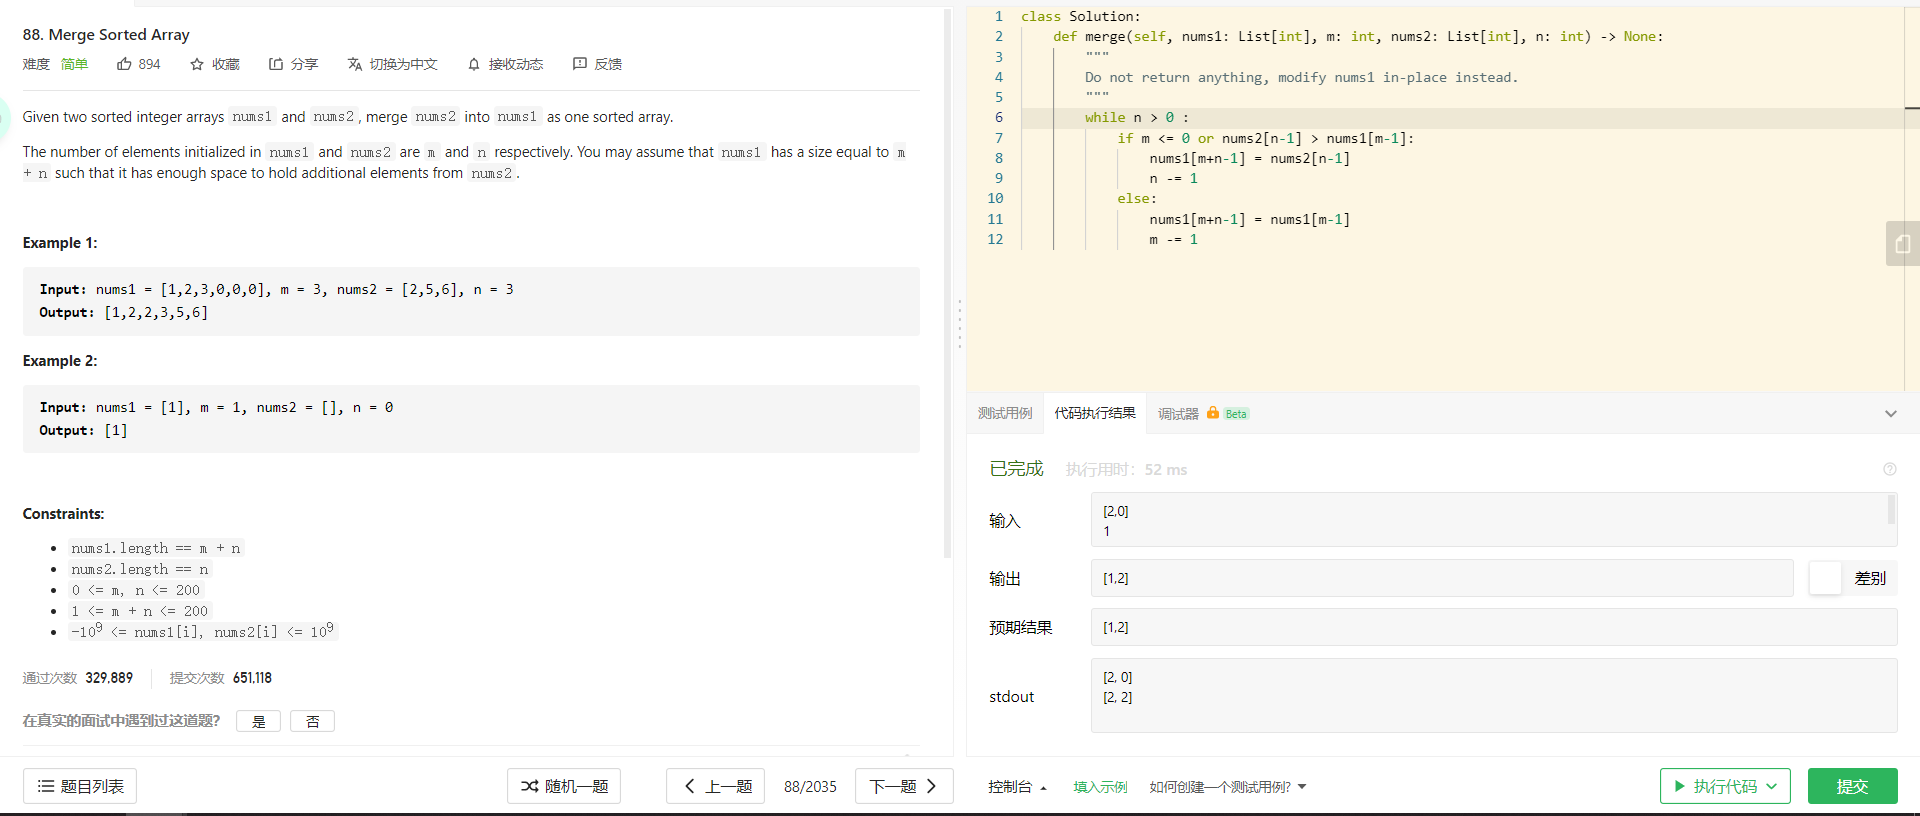 88. Merge Sorted Array
难度 简单 894 收藏 分享 切换为中文 接收动态 反馈
Given two sorted integer arrays nums1 and nums2, merge nums2 into nums1 as one sorted array.
The number of elements initialized in nums1 and nums2 are m and n respectively. You may assume that nums1 has a size equal to m
+ n such that it has enough space to hold additional elements from nums2.
Example 1:
Input: nums1 = [1,2,3,0,0,0], m = 3, nums2 = [2,5,6], n = 3
Output: [1,2,2,3,5,6]
Example 2:
Input: nums1 = [1], m = 1, nums2 = [], n = 0
Output: [1]
Constraints:
nums1.length == m + n
nums2.length == n
0 <= m, n <= 200
1 <= m + n <= 200
-10⁹ <= nums1[i], nums2[i] <= 10⁹
通过次数 329,889 提交次数 651,118
在真实的面试中遇到过这道题? 是 否
题目列表 随机一题 上一题 88/2035 下一题
1 class Solution:
2 def merge(self, nums1: List[int], m: int, nums2: List[int], n: int) -> None:
3 """
4 Do not return anything, modify nums1 in-place instead.
5 """
6 while n > 0 :
7 if m <= 0 or nums2[n-1] > nums1[m-1]:
8 nums1[m+n-1] = nums2[n-1]
9 n -= 1
10 else:
11 nums1[m+n-1] = nums1[m-1]
12 m -= 1
测试用例 代码执行结果 调试器 Beta
已完成 执行用时: 52 ms
输入
[2,0]
1
输出 [1,2] 差别
预期结果 [1,2]
stdout
[2, 0]
[2, 2]
控制台 填入示例 如何创建一个测试用例? 执行代码 提交